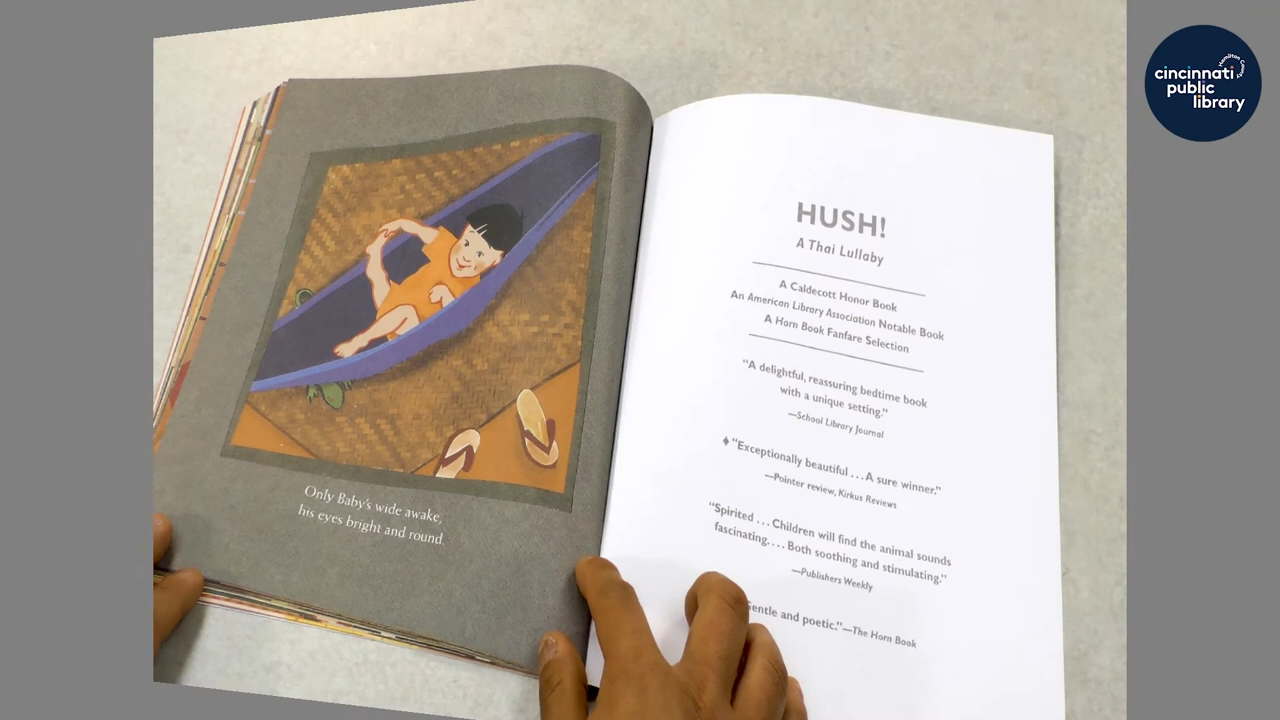 Only Baby's wide awake,
his eyes bright and round.
HUSH!
A Thai Lullaby
A Caldecott Honor Book
An American Library Association Notable Book
A Horn Book Fanfare Selection
"A delightful, reassuring bedtime book
with a unique setting."
—School Library Journal
♦ "Exceptionally beautiful . . . A sure winner."
—Pointer review, Kirkus Reviews
"Spirited . . . Children will find the animal sounds
fascinating. . . . Both soothing and stimulating."
—Publishers Weekly
Gentle and poetic."—The Horn Book
cincinnati
public
library
Hamilton County